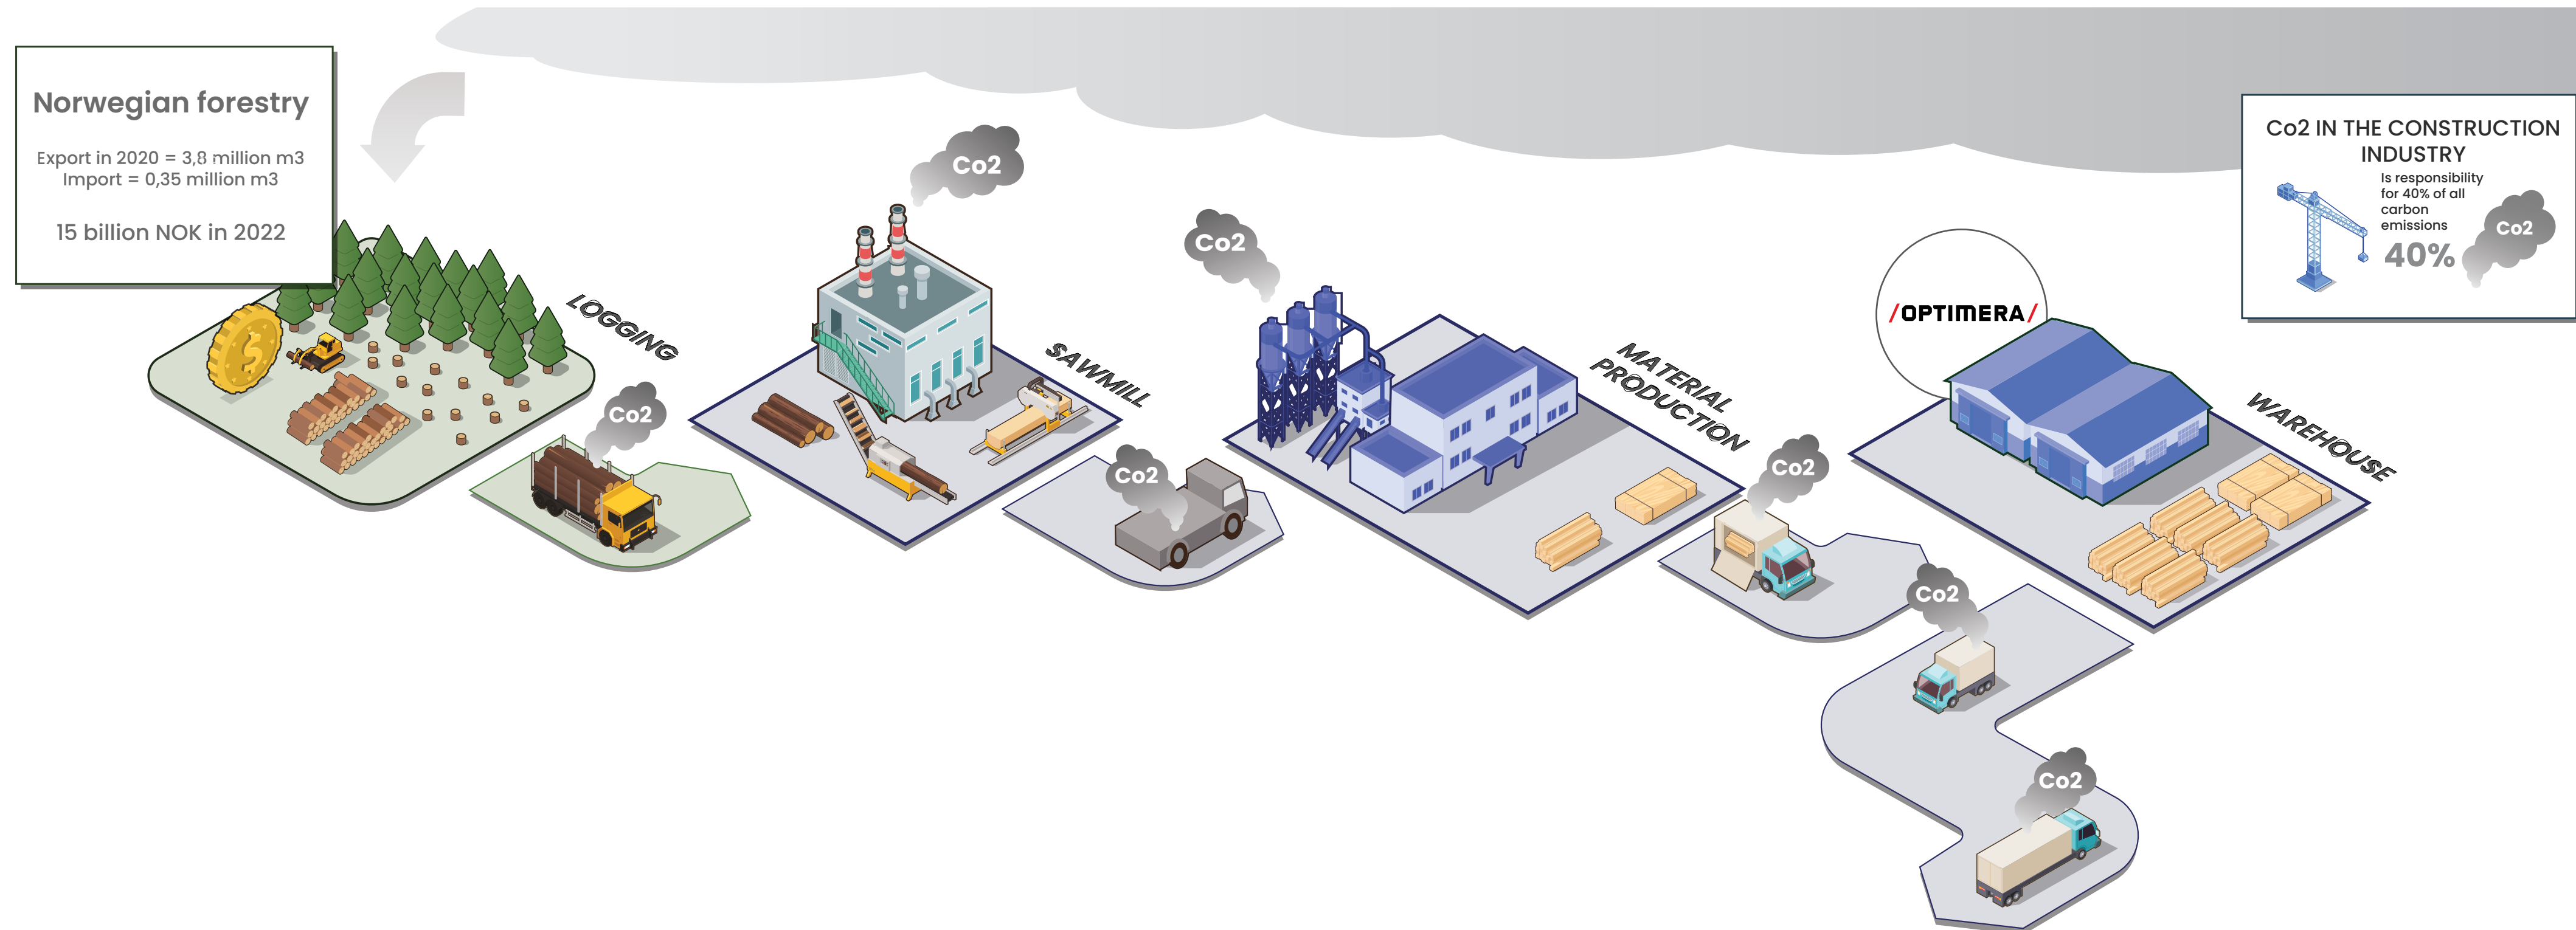 Norwegian forestry
Export in 2020 = 3,8 million m3
Import = 0,35 million m3
15 billion NOK in 2022
LOGGING
Co2
Co2
SAWMILL
Co2
Co2
MATERIAL
PRODUCTION
Co2
/OPTIMERA/
WAREHOUSE
Co2
Co2
Co2 IN THE CONSTRUCTION
INDUSTRY
Is responsibility
for 40% of all
carbon
emissions
40%
Co2